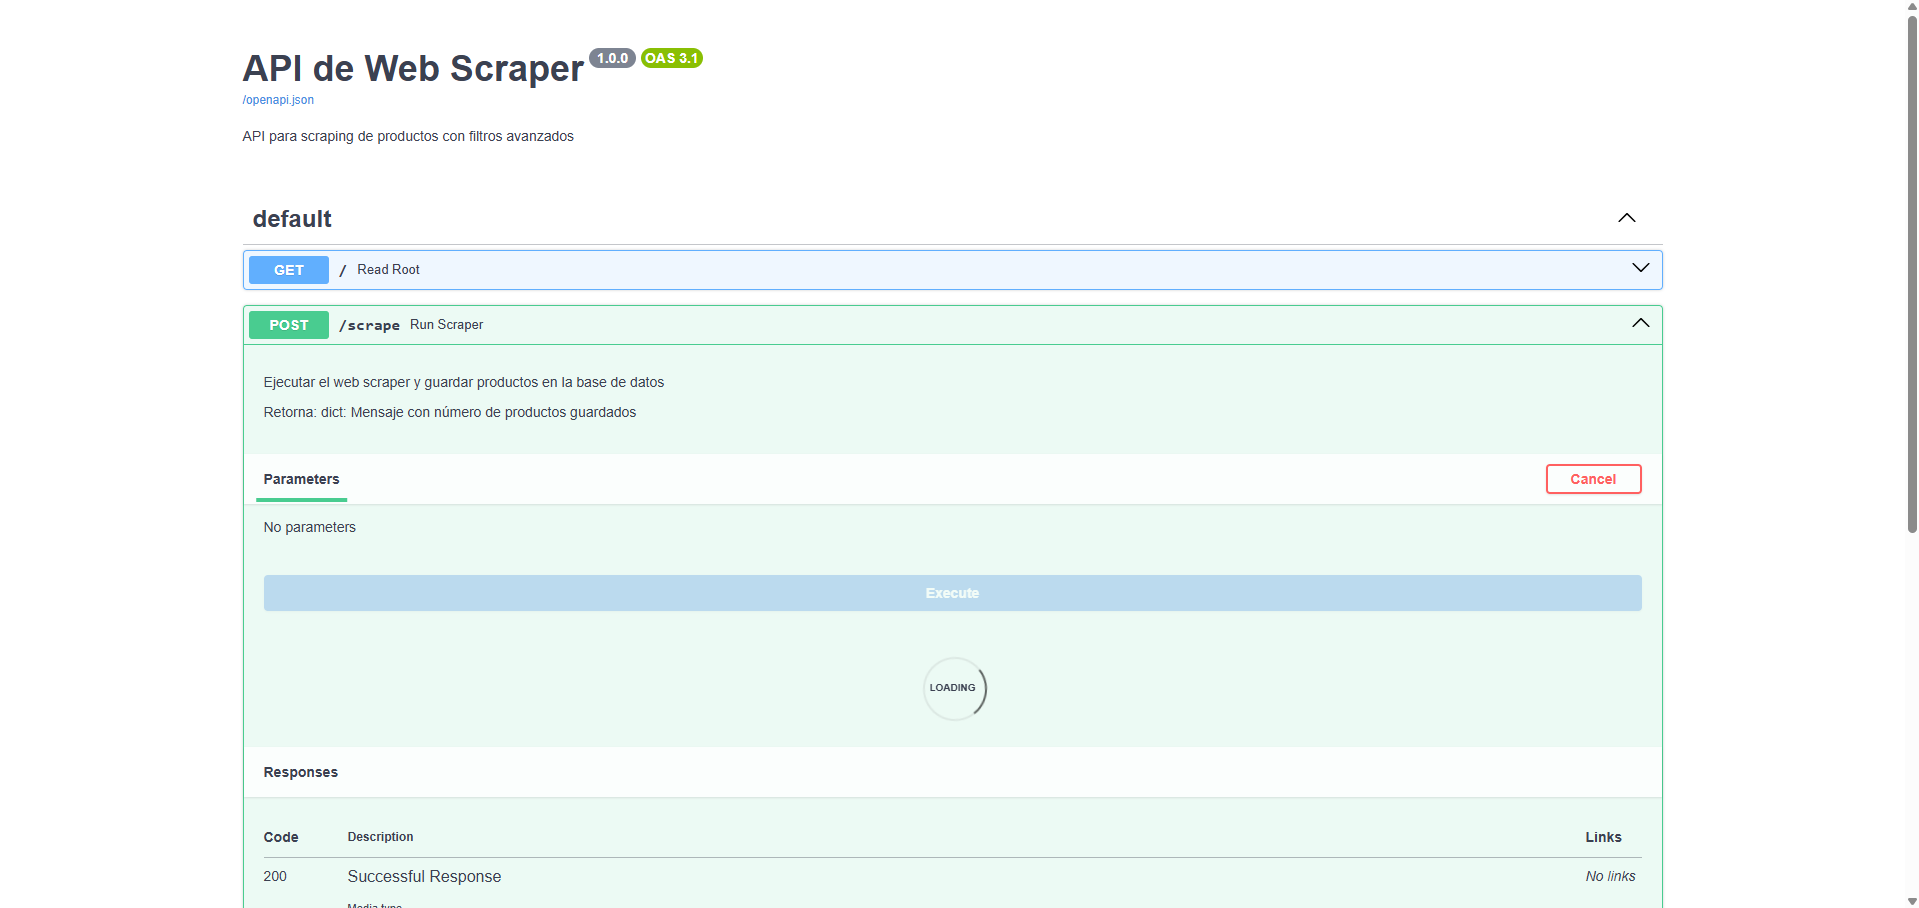 API de Web Scraper 1.0.0 OAS 3.1
/openapi.json
API para scraping de productos con filtros avanzados
default
GET / Read Root
POST /scrape Run Scraper
Ejecutar el web scraper y guardar productos en la base de datos
Retorna: dict: Mensaje con número de productos guardados
Parameters Cancel
No parameters
Execute
LOADING
Responses
Code Description Links
200 Successful Response No links
Media type